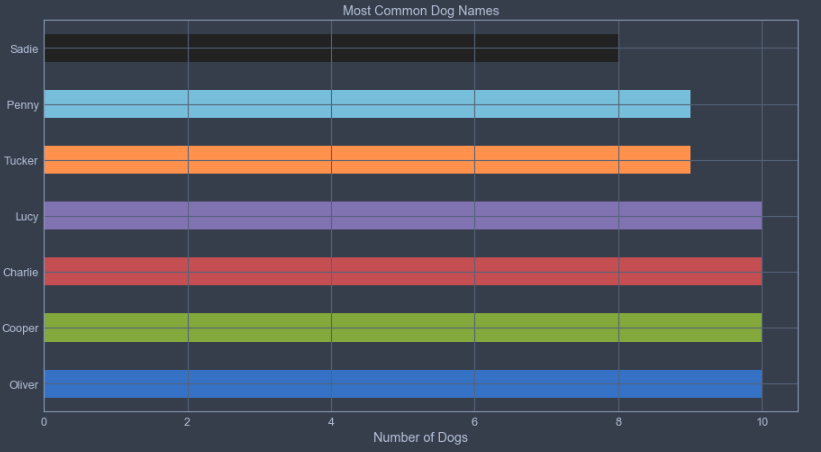 Most Common Dog Names
Sadie
Penny
Tucker
Lucy
Charlie
Cooper
Oliver
0 2 4 6 8 10
Number of Dogs